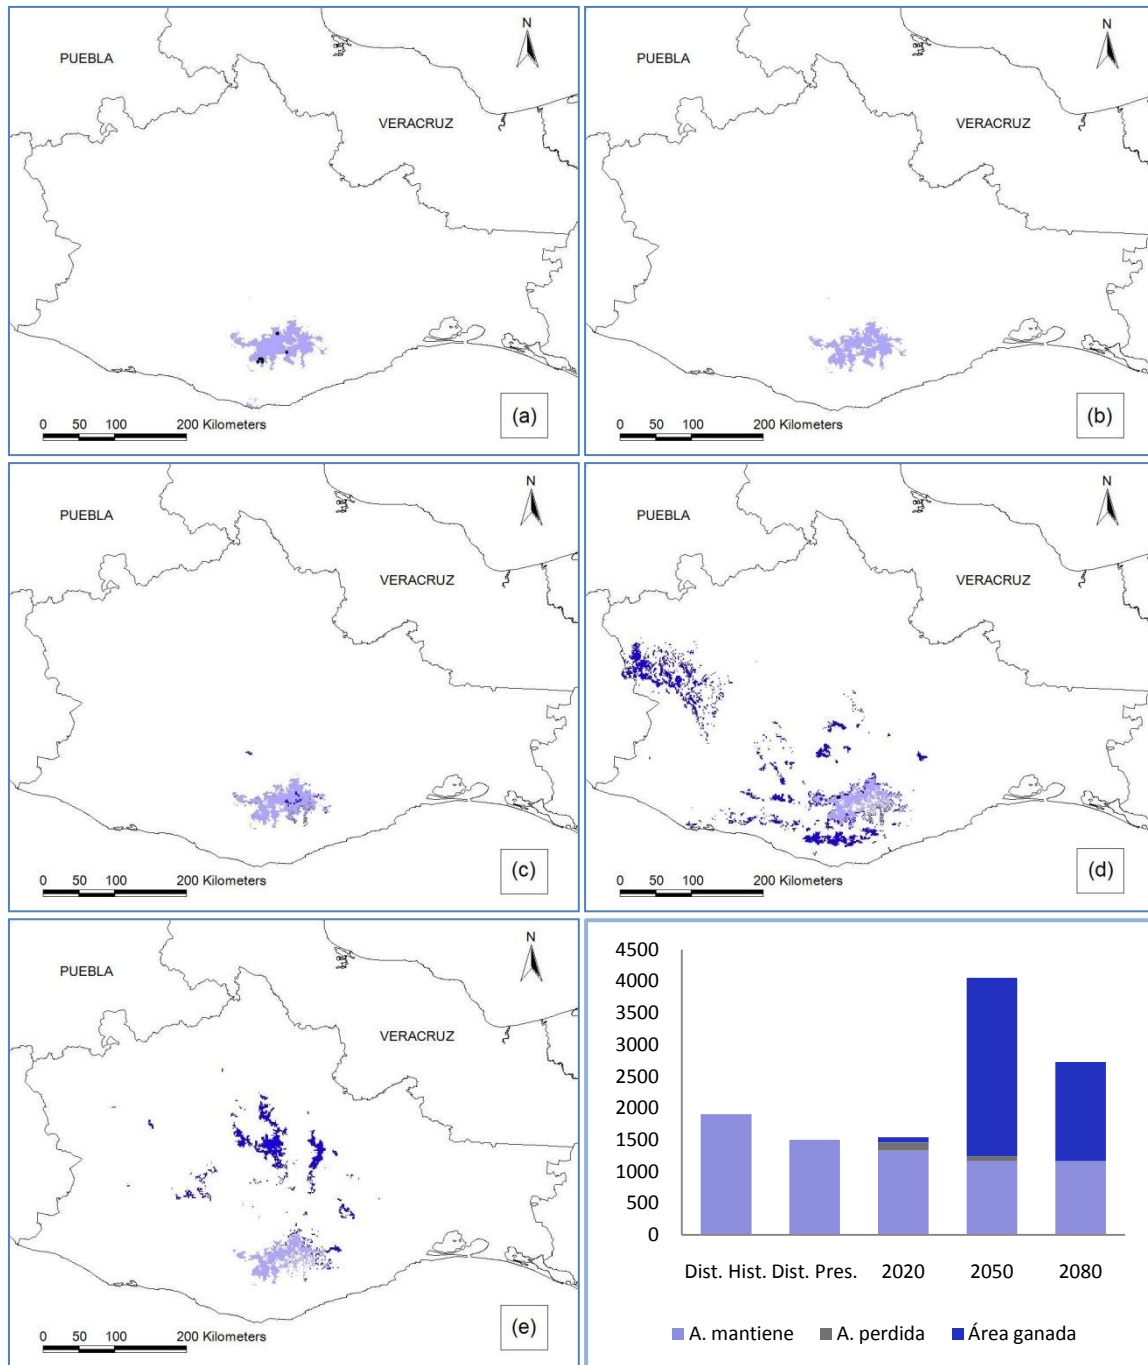 N
PUEBLA
VERACRUZ
0 50 100 200 Kilometers
(a)
N
PUEBLA
VERACRUZ
0 50 100 200 Kilometers
(b)
N
PUEBLA
VERACRUZ
0 50 100 200 Kilometers
(c)
N
PUEBLA
VERACRUZ
0 50 100 200 Kilometers
(d)
N
PUEBLA
VERACRUZ
0 50 100 200 Kilometers
(e)
4500
4000
3500
3000
2500
2000
1500
1000
500
0
Dist. Hist. Dist. Pres. 2020 2050 2080
A. mantiene A. perdida Área ganada